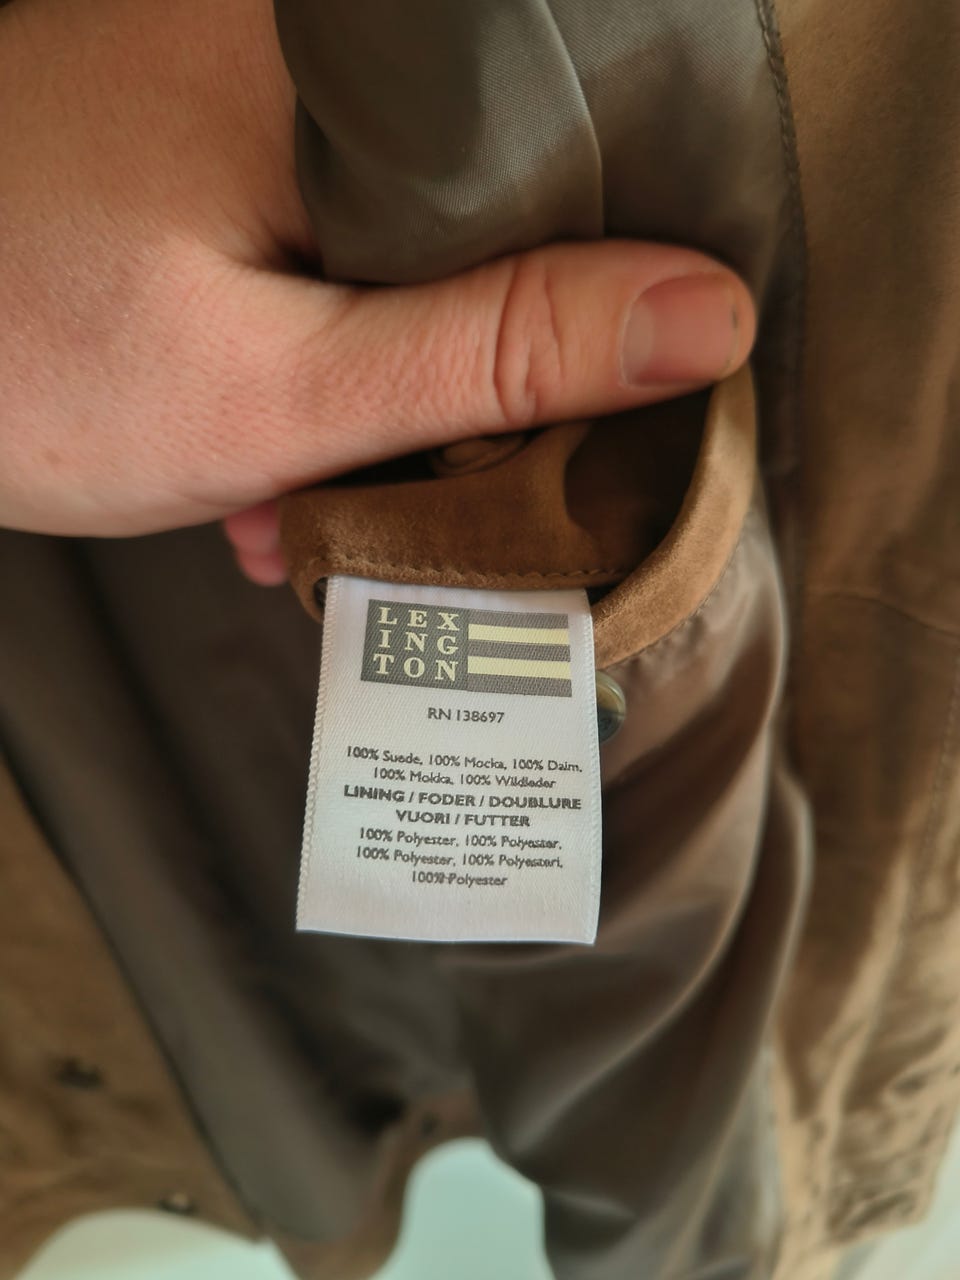 LEX
ING
TON
RN 138697
100% Suede, 100% Mocka, 100% Daim,
100% Mokka, 100% Wildleder
LINING / FODER / DOUBLURE
VUORI / FUTTER
100% Polyester, 100% Polyester,
100% Polyester, 100% Polyesteri,
100% Polyester